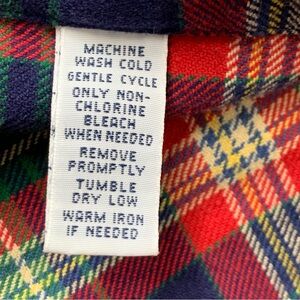 MACHINE
WASH COLD
GENTLE CYCLE
ONLY NON-
CHLORINE
BLEACH
WHEN NEEDED
REMOVE
PROMPTLY
TUMBLE
DRY LOW
WARM IRON
IF NEEDED